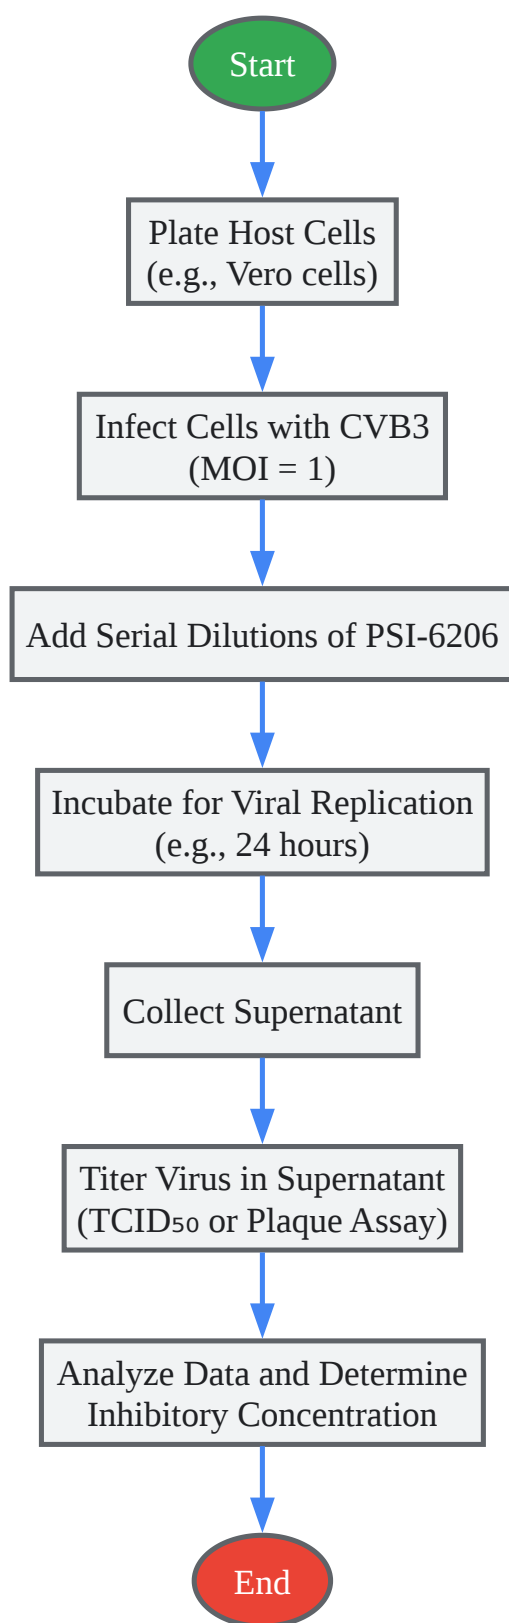 Start
Plate Host Cells
(e.g., Vero cells)
Infect Cells with CVB3
(MOI = 1)
Add Serial Dilutions of PSI-6206
Incubate for Viral Replication
(e.g., 24 hours)
Collect Supernatant
Titer Virus in Supernatant
(TCID₅₀ or Plaque Assay)
Analyze Data and Determine
Inhibitory Concentration
End